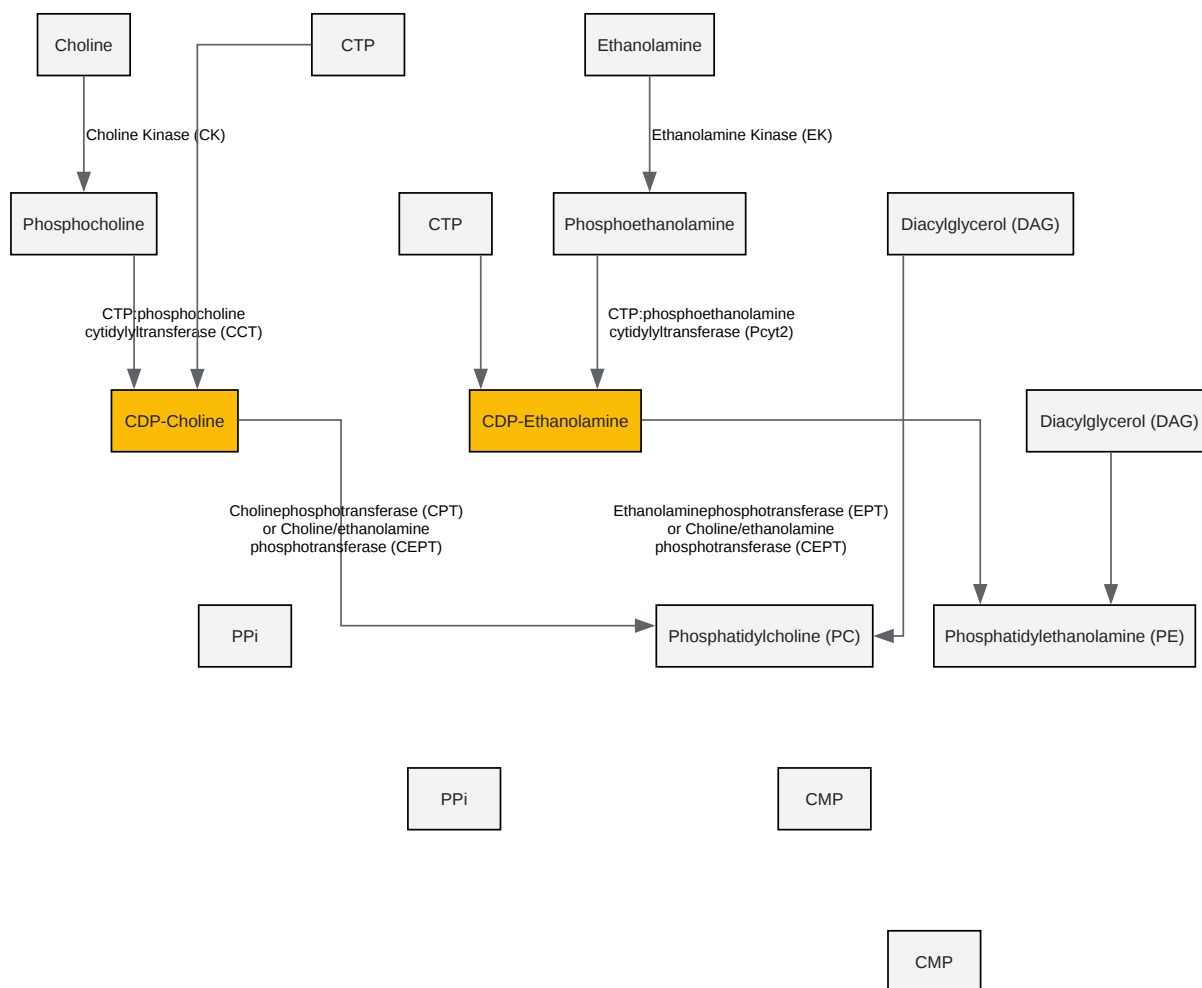 Choline
CTP
Ethanolamine
Choline Kinase (CK)
Ethanolamine Kinase (EK)
Phosphocholine
CTP
Phosphoethanolamine
Diacylglycerol (DAG)
CTP:phosphocholine
cytidylyltransferase (CCT)
CTP:phosphoethanolamine
cytidylyltransferase (Pcyt2)
CDP-Choline
CDP-Ethanolamine
Diacylglycerol (DAG)
Cholinephosphotransferase (CPT)
or Choline/ethanolamine
phosphotransferase (CEPT)
Ethanolaminephosphotransferase (EPT)
or Choline/ethanolamine
phosphotransferase (CEPT)
PPi
Phosphatidylcholine (PC)
Phosphatidylethanolamine (PE)
PPi
CMP
CMP